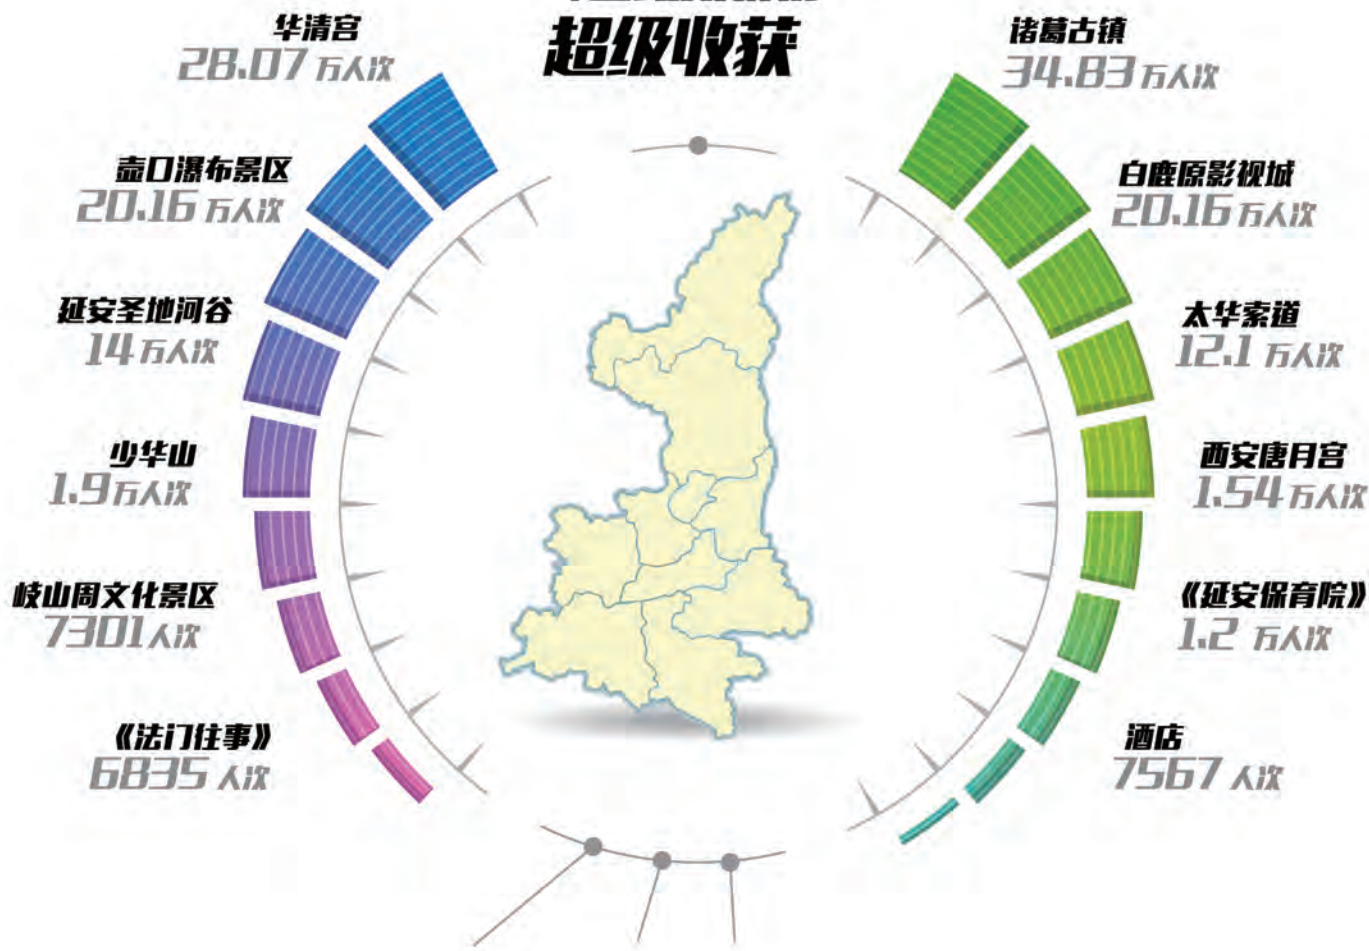 超级收获
华清宫
28.07 万人次
壶口瀑布景区
20.16 万人次
延安圣地河谷
14 万人次
少华山
1.9万人次
岐山周文化景区
7301人次
《法门往事》
6835 人次
诸葛古镇
34.83 万人次
白鹿原影视城
20.16 万人次
太华索道
12.1 万人次
西安唐月宫
1.54 万人次
《延安保育院》
1.2 万人次
酒店
7567 人次